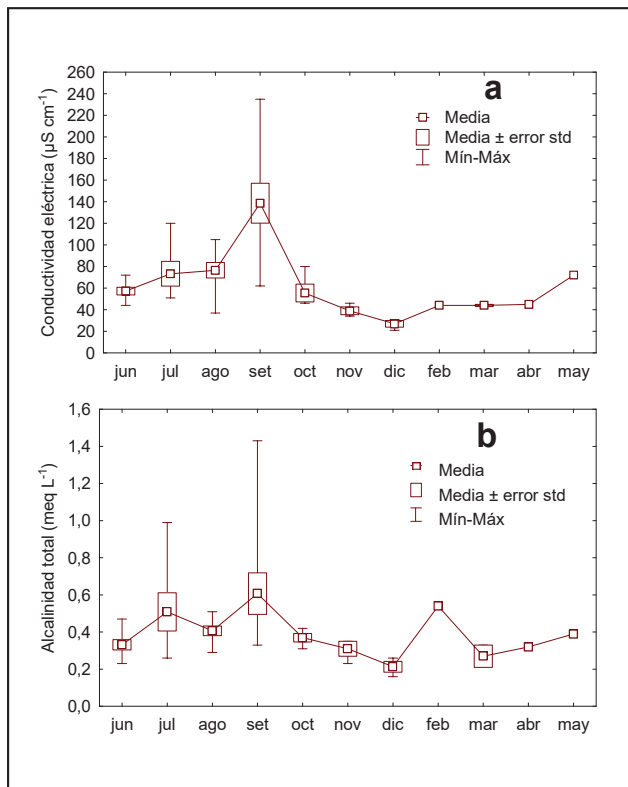 a
Media
Media ± error std
Mín-Máx
Conductividad eléctrica (µS cm⁻¹)
260
240
220
200
180
160
140
120
100
80
60
40
20
0
jun jul ago set oct nov dic feb mar abr may
b
Media
Media ± error std
Mín-Máx
Alcalinidad total (meq L⁻¹)
1,6
1,4
1,2
1,0
0,8
0,6
0,4
0,2
0,0
jun jul ago set oct nov dic feb mar abr may